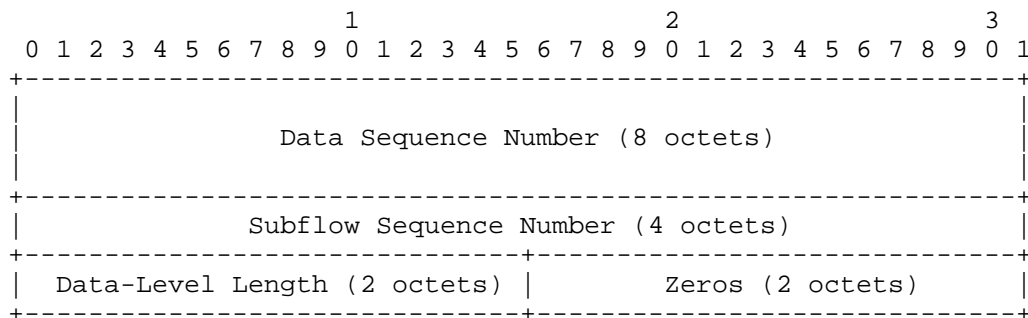 1 2 3
0 1 2 3 4 5 6 7 8 9 0 1 2 3 4 5 6 7 8 9 0 1 2 3 4 5 6 7 8 9 0 1
Data Sequence Number (8 octets)
Subflow Sequence Number (4 octets)
Data-Level Length (2 octets) | Zeros (2 octets)